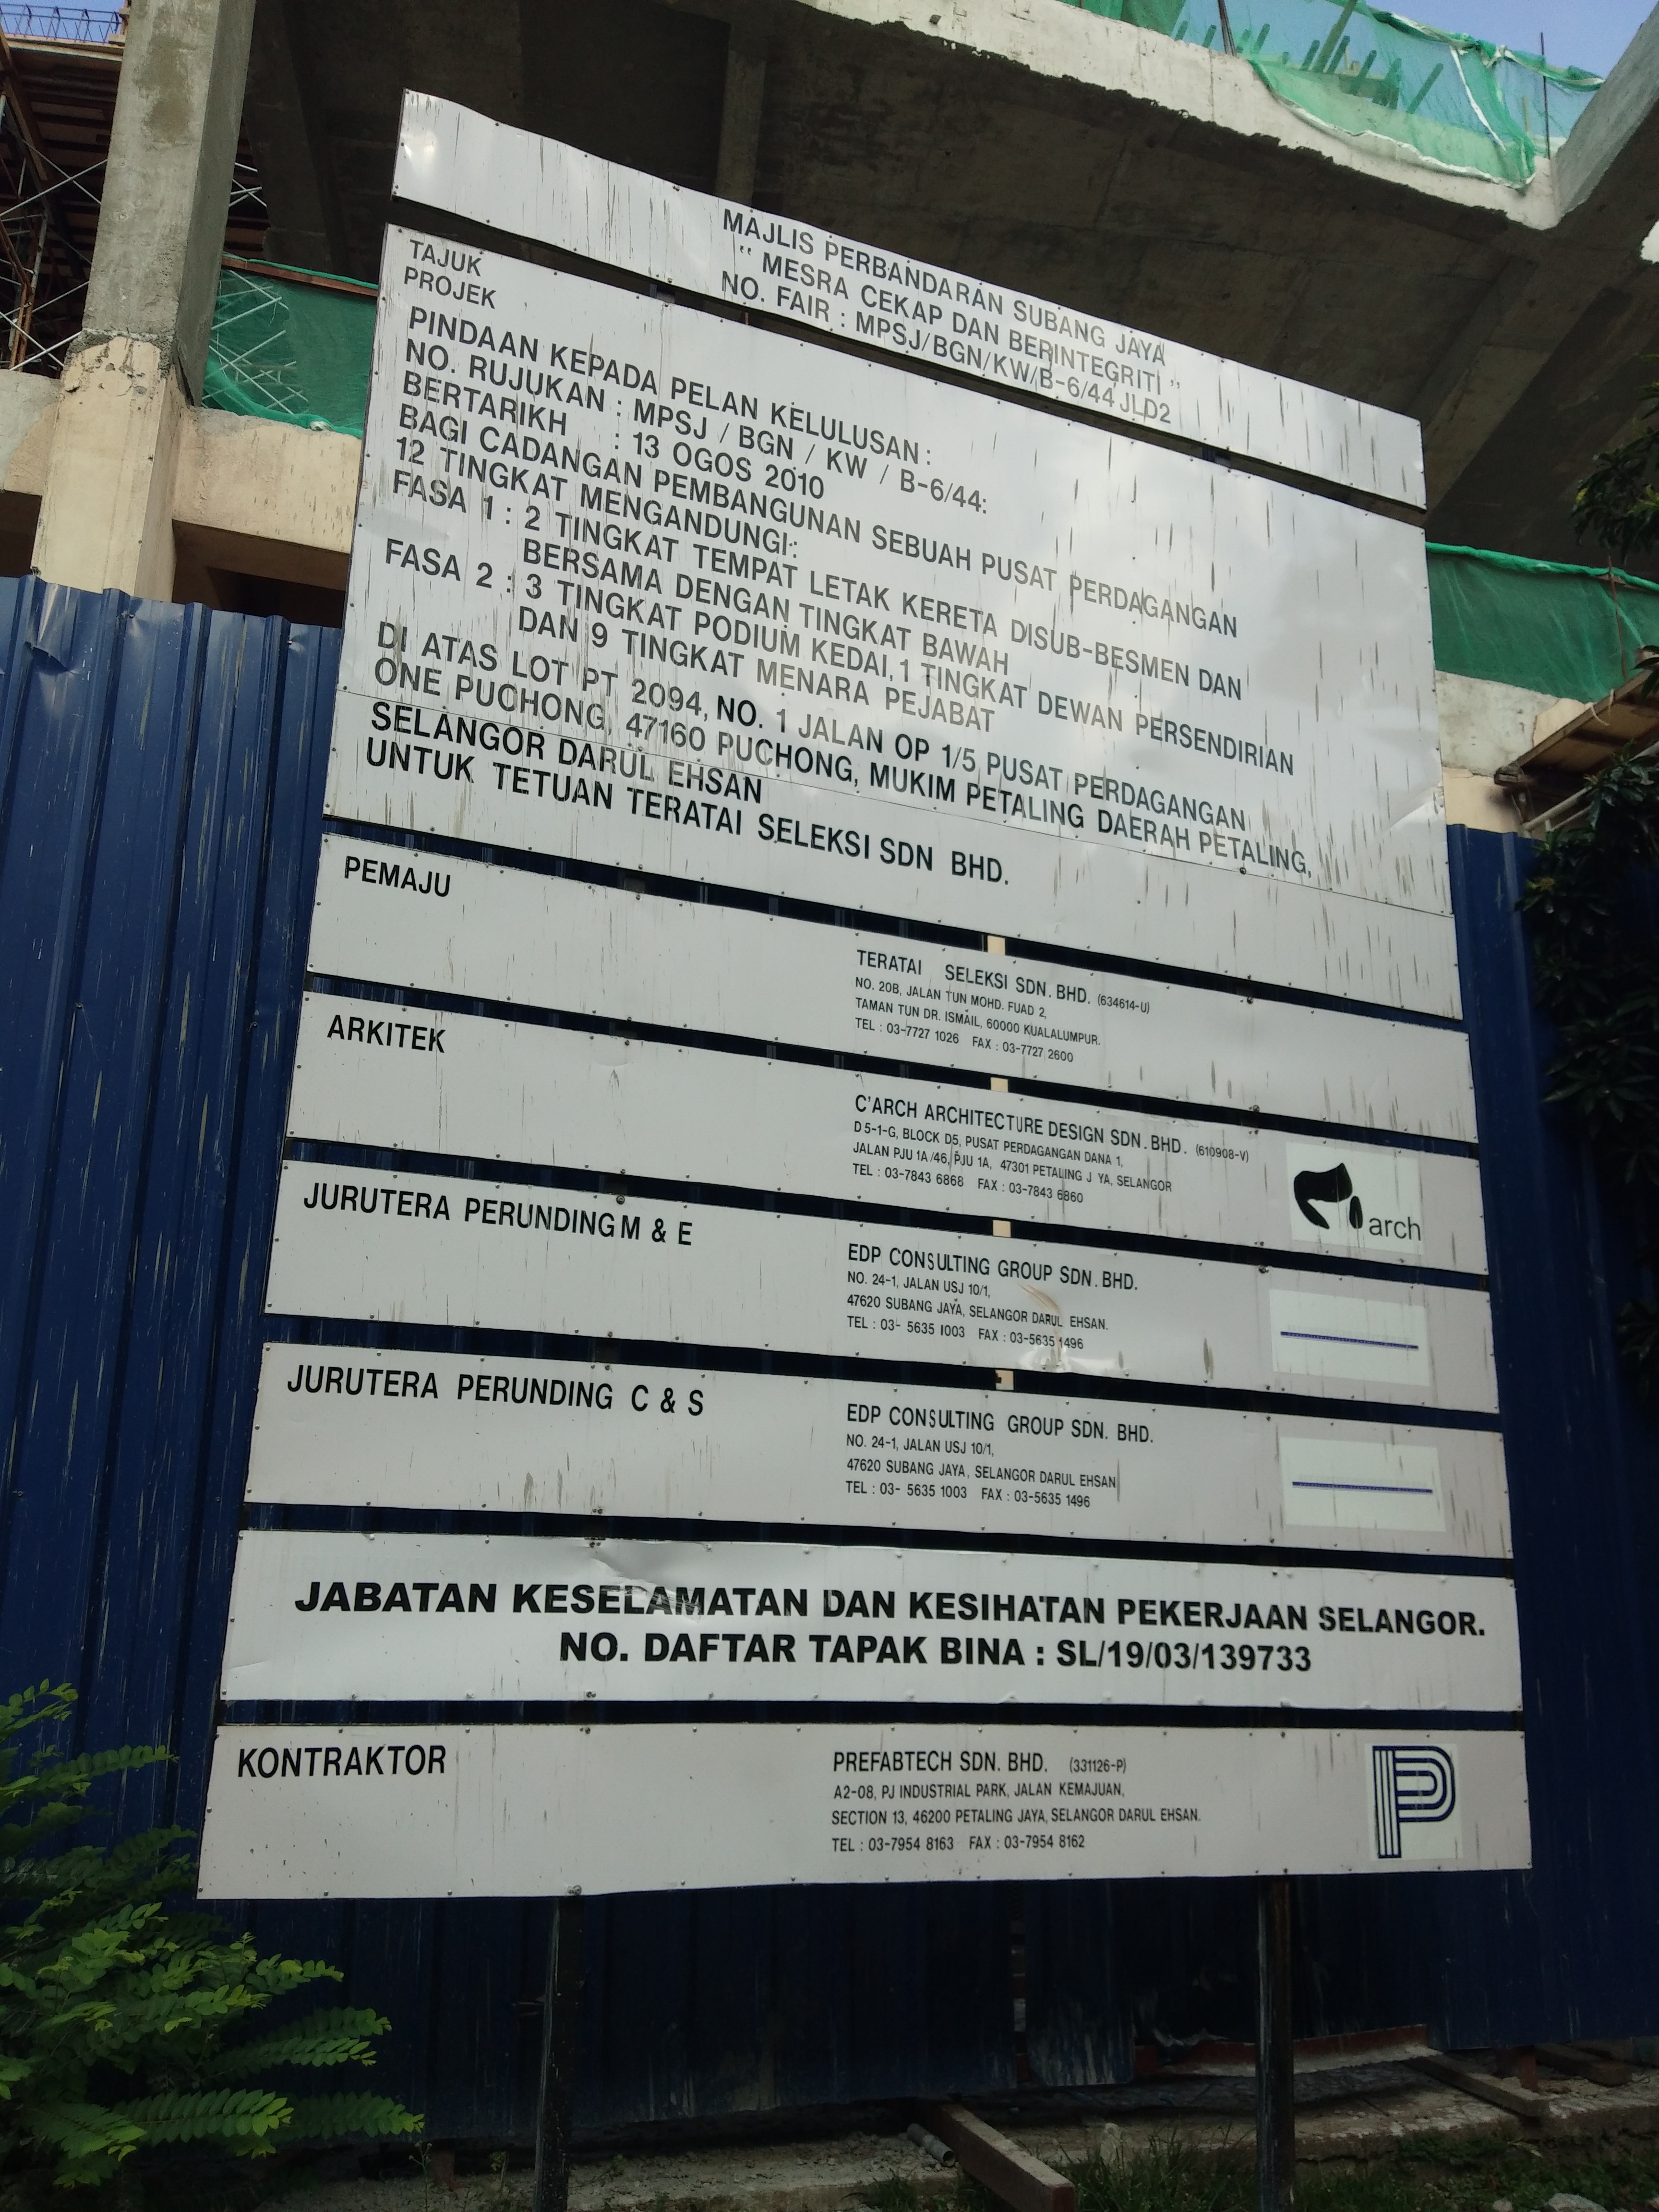 MAJLIS PERBANDARAN SUBANG JAYA
" MESRA CEKAP DAN BERINTEGRITI "
NO. FAIR : MPSJ/BGN/KW/B-6/44 JLD2
TAJUK
PROJEK
PINDAAN KEPADA PELAN KELULUSAN :
NO. RUJUKAN : MPSJ / BGN / KW / B-6/44:
BERTARIKH : 13 OGOS 2010
BAGI CADANGAN PEMBANGUNAN SEBUAH PUSAT PERDAGANGAN
12 TINGKAT MENGANDUNGI:
FASA 1 : 2 TINGKAT TEMPAT LETAK KERETA DISUB-BESMEN DAN
BERSAMA DENGAN TINGKAT BAWAH
FASA 2 : 3 TINGKAT PODIUM KEDAI, 1 TINGKAT DEWAN PERSENDIRIAN
DAN 9 TINGKAT MENARA PEJABAT
DI ATAS LOT PT 2094, NO. 1 JALAN OP 1/5 PUSAT PERDAGANGAN
ONE PUCHONG, 47160 PUCHONG, MUKIM PETALING DAERAH PETALING,
SELANGOR DARUL EHSAN
UNTUK TETUAN TERATAI SELEKSI SDN BHD.
PEMAJU
TERATAI SELEKSI SDN. BHD. (634614-U)
NO. 20B, JALAN TUN MOHD. FUAD 2,
TAMAN TUN DR. ISMAIL, 60000 KUALALUMPUR.
TEL : 03-7727 1026 FAX : 03-7727 2600
ARKITEK
C'ARCH ARCHITECTURE DESIGN SDN. BHD. (610908-V)
D5-1-G, BLOCK D5, PUSAT PERDAGANGAN DANA 1,
JALAN PJU 1A/46, PJU 1A, 47301 PETALING J YA, SELANGOR
TEL : 03-7843 6868 FAX : 03-7843 6860
arch
JURUTERA PERUNDING M & E
EDP CONSULTING GROUP SDN. BHD.
NO. 24-1, JALAN USJ 10/1,
47620 SUBANG JAYA, SELANGOR DARUL EHSAN.
TEL : 03- 5635 1003 FAX : 03-5635 1496
JURUTERA PERUNDING C & S
EDP CONSULTING GROUP SDN. BHD.
NO. 24-1, JALAN USJ 10/1,
47620 SUBANG JAYA, SELANGOR DARUL EHSAN
TEL : 03- 5635 1003 FAX : 03-5635 1496
JABATAN KESELAMATAN DAN KESIHATAN PEKERJAAN SELANGOR.
NO. DAFTAR TAPAK BINA : SL/19/03/139733
KONTRAKTOR
PREFABTECH SDN. BHD. (331126-P)
A2-08, PJ INDUSTRIAL PARK, JALAN KEMAJUAN,
SECTION 13, 46200 PETALING JAYA, SELANGOR DARUL EHSAN.
TEL : 03-7954 8163 FAX : 03-7954 8162
P